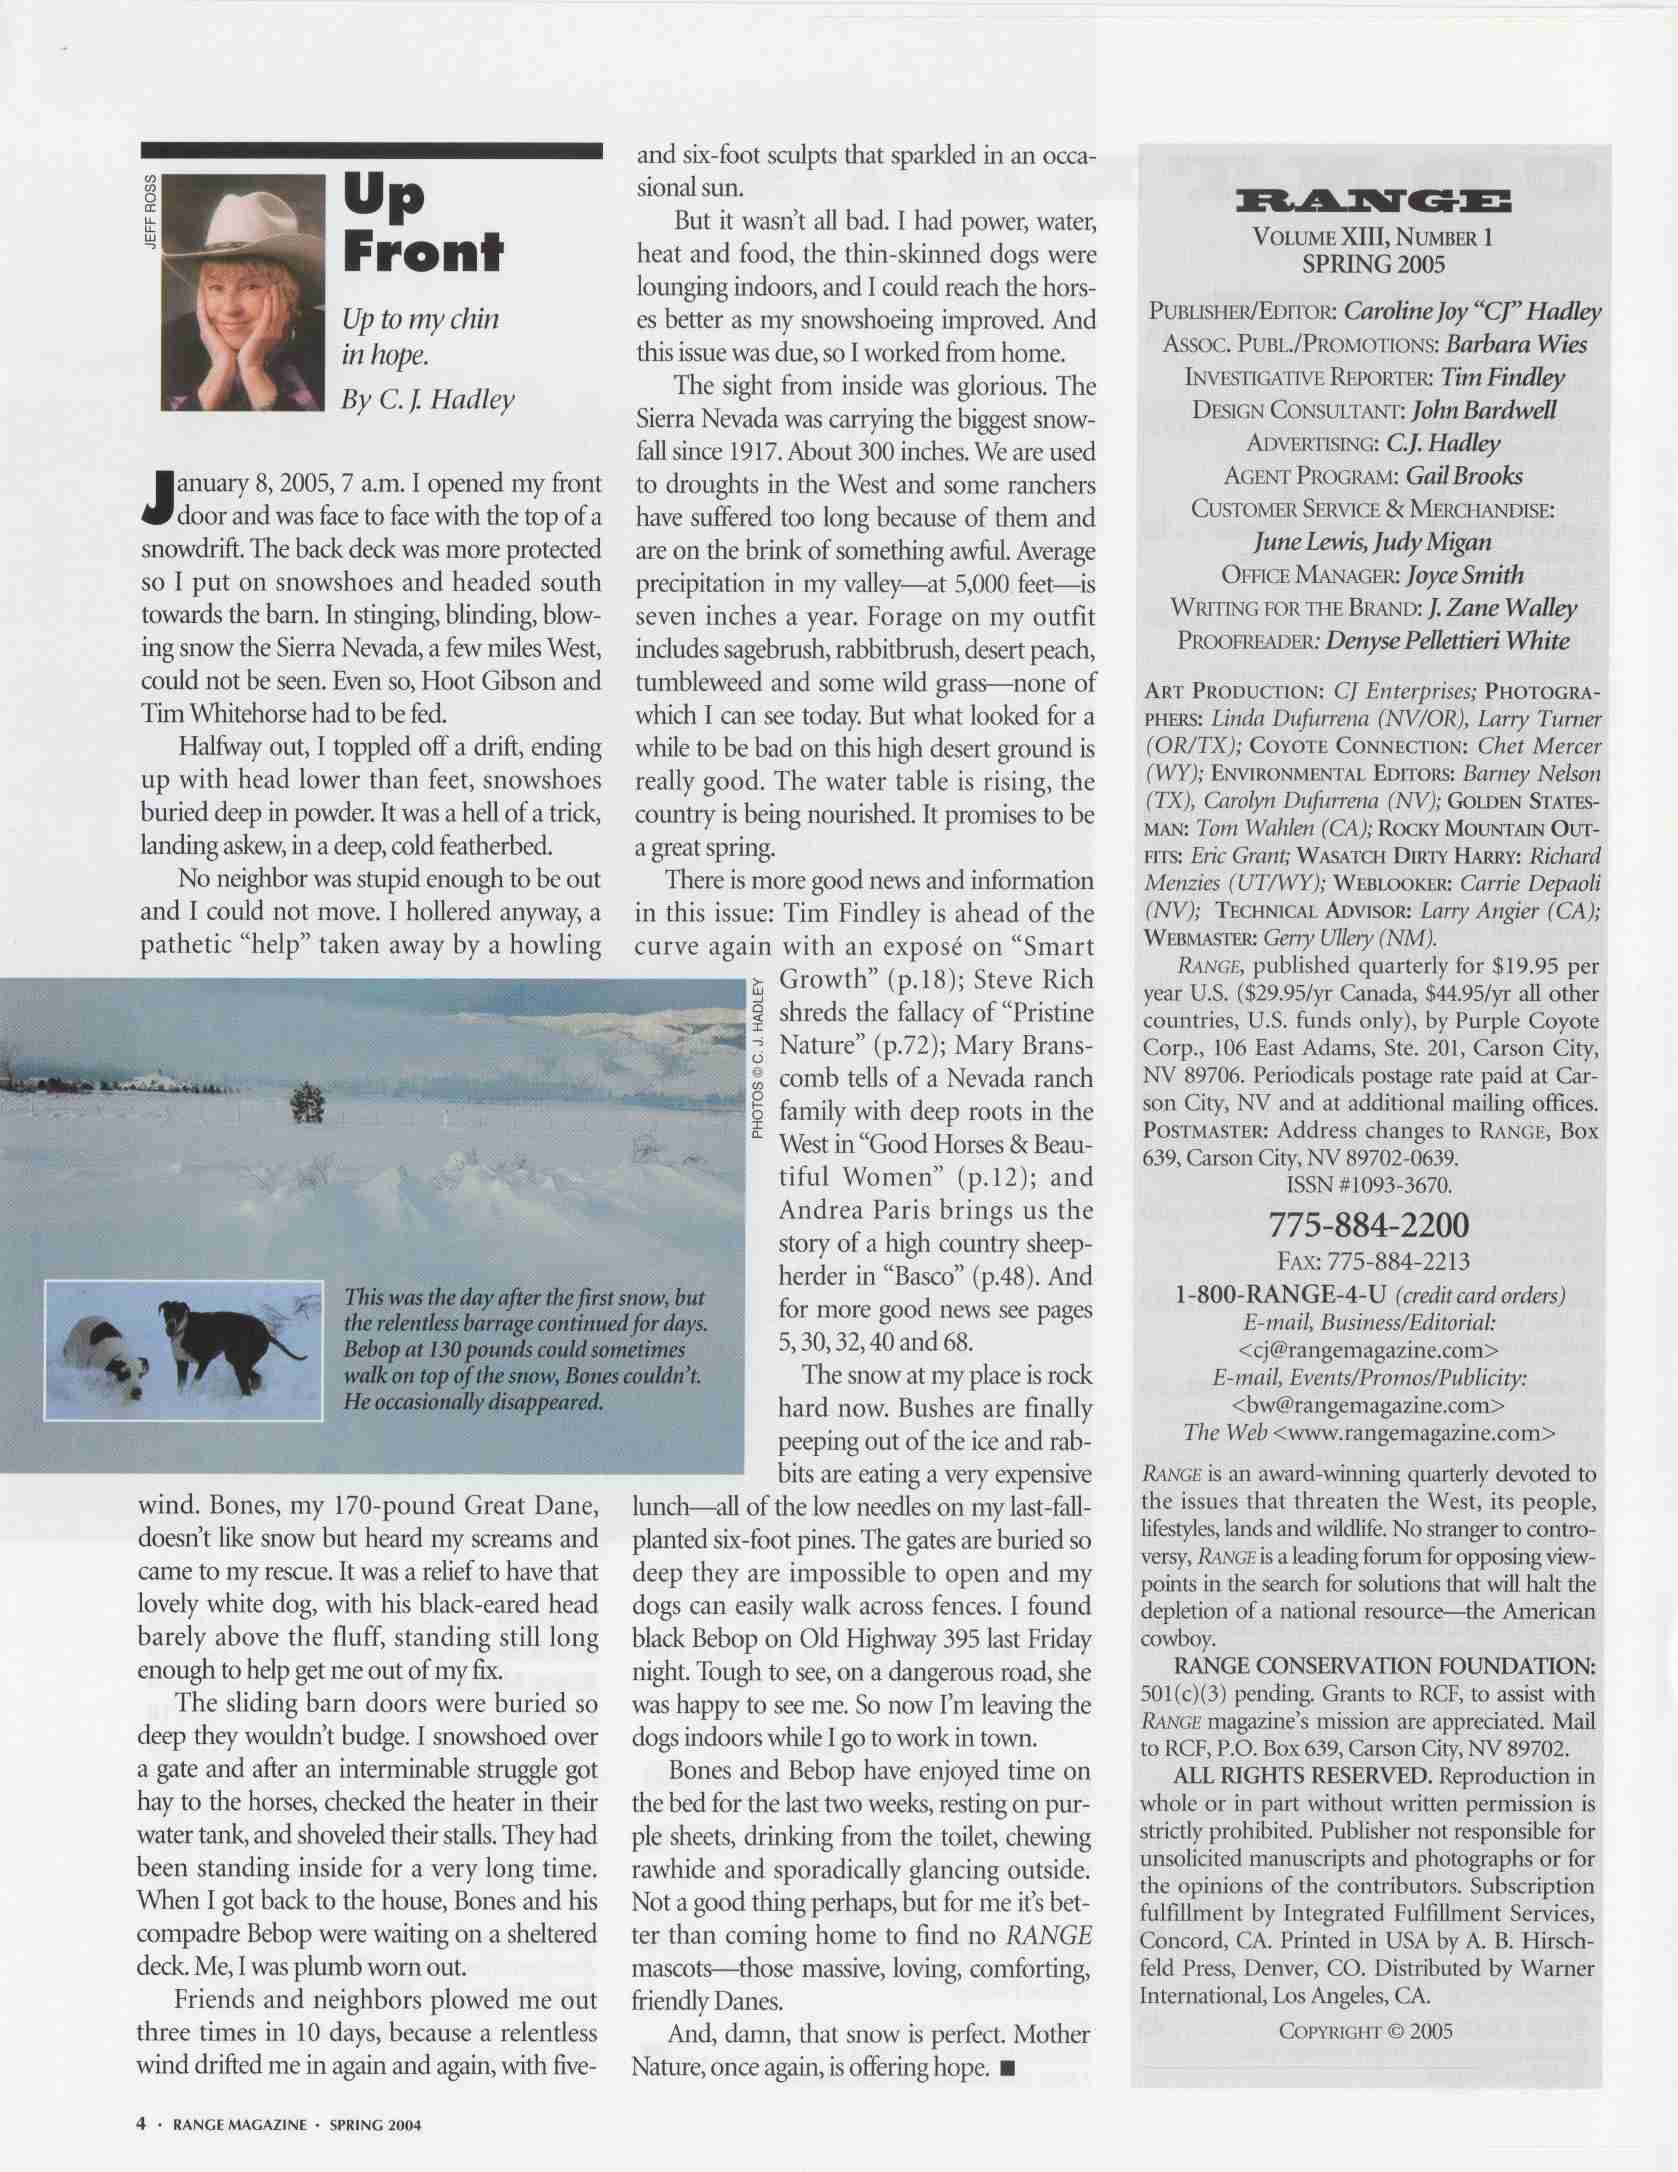 JEFF ROSS
Up
Front
Up to my chin
in hope.
By C. J. Hadley
January 8, 2005, 7 a.m. I opened my front
door and was face to face with the top of a
snowdrift. The back deck was more protected
so I put on snowshoes and headed south
towards the barn. In stinging, blinding, blow-
ing snow the Sierra Nevada, a few miles West,
could not be seen. Even so, Hoot Gibson and
Tim Whitehorse had to be fed.
Halfway out, I toppled off a drift, ending
up with head lower than feet, snowshoes
buried deep in powder. It was a hell of a trick,
landing askew, in a deep, cold featherbed.
No neighbor was stupid enough to be out
and I could not move. I hollered anyway, a
pathetic “help” taken away by a howling
wind. Bones, my 170-pound Great Dane,
doesn’t like snow but heard my screams and
came to my rescue. It was a relief to have that
lovely white dog, with his black-eared head
barely above the fluff, standing still long
enough to help get me out of my fix.
The sliding barn doors were buried so
deep they wouldn’t budge. I snowshoed over
a gate and after an interminable struggle got
hay to the horses, checked the heater in their
water tank, and shoveled their stalls. They had
been standing inside for a very long time.
When I got back to the house, Bones and his
compadre Bebop were waiting on a sheltered
deck. Me, I was plumb worn out.
Friends and neighbors plowed me out
three times in 10 days, because a relentless
wind drifted me in again and again, with five-
and six-foot sculpts that sparkled in an occa-
sional sun.
But it wasn’t all bad. I had power, water,
heat and food, the thin-skinned dogs were
lounging indoors, and I could reach the hors-
es better as my snowshoeing improved. And
this issue was due, so I worked from home.
The sight from inside was glorious. The
Sierra Nevada was carrying the biggest snow-
fall since 1917. About 300 inches. We are used
to droughts in the West and some ranchers
have suffered too long because of them and
are on the brink of something awful. Average
precipitation in my valley—at 5,000 feet—is
seven inches a year. Forage on my outfit
includes sagebrush, rabbitbrush, desert peach,
tumbleweed and some wild grass—none of
which I can see today. But what looked for a
while to be bad on this high desert ground is
really good. The water table is rising, the
country is being nourished. It promises to be
a great spring.
There is more good news and information
in this issue: Tim Findley is ahead of the
curve again with an exposé on “Smart
Growth” (p.18); Steve Rich
shreds the fallacy of “Pristine
Nature” (p.72); Mary Brans-
comb tells of a Nevada ranch
family with deep roots in the
West in “Good Horses & Beau-
tiful Women” (p.12); and
Andrea Paris brings us the
story of a high country sheep-
herder in “Basco” (p.48). And
for more good news see pages
5, 30, 32, 40 and 68.
The snow at my place is rock
hard now. Bushes are finally
peeping out of the ice and rab-
bits are eating a very expensive
lunch—all of the low needles on my last-fall-
planted six-foot pines. The gates are buried so
deep they are impossible to open and my
dogs can easily walk across fences. I found
black Bebop on Old Highway 395 last Friday
night. Tough to see, on a dangerous road, she
was happy to see me. So now I’m leaving the
dogs indoors while I go to work in town.
Bones and Bebop have enjoyed time on
the bed for the last two weeks, resting on pur-
ple sheets, drinking from the toilet, chewing
rawhide and sporadically glancing outside.
Not a good thing perhaps, but for me it’s bet-
ter than coming home to find no RANGE
mascots—those massive, loving, comforting,
friendly Danes.
And, damn, that snow is perfect. Mother
Nature, once again, is offering hope. ■
PHOTOS © C. J. HADLEY
This was the day after the first snow, but
the relentless barrage continued for days.
Bebop at 130 pounds could sometimes
walk on top of the snow, Bones couldn’t.
He occasionally disappeared.
RANGE
VOLUME XIII, NUMBER 1
SPRING 2005
PUBLISHER/EDITOR: Caroline Joy “CJ” Hadley
ASSOC. PUBL./PROMOTIONS: Barbara Wies
INVESTIGATIVE REPORTER: Tim Findley
DESIGN CONSULTANT: John Bardwell
ADVERTISING: C.J. Hadley
AGENT PROGRAM: Gail Brooks
CUSTOMER SERVICE & MERCHANDISE:
June Lewis, Judy Migan
OFFICE MANAGER: Joyce Smith
WRITING FOR THE BRAND: J. Zane Walley
PROOFREADER: Denyse Pellettieri White
ART PRODUCTION: CJ Enterprises; PHOTOGRA-
PHERS: Linda Dufurrena (NV/OR), Larry Turner
(OR/TX); COYOTE CONNECTION: Chet Mercer
(WY); ENVIRONMENTAL EDITORS: Barney Nelson
(TX), Carolyn Dufurrena (NV); GOLDEN STATES-
MAN: Tom Wahlen (CA); ROCKY MOUNTAIN OUT-
FITS: Eric Grant; WASATCH DIRTY HARRY: Richard
Menzies (UT/WY); WEBLOOKER: Carrie Depaoli
(NV); TECHNICAL ADVISOR: Larry Angier (CA);
WEBMASTER: Gerry Ullery (NM).
RANGE, published quarterly for $19.95 per
year U.S. ($29.95/yr Canada, $44.95/yr all other
countries, U.S. funds only), by Purple Coyote
Corp., 106 East Adams, Ste. 201, Carson City,
NV 89706. Periodicals postage rate paid at Car-
son City, NV and at additional mailing offices.
POSTMASTER: Address changes to RANGE, Box
639, Carson City, NV 89702-0639.
ISSN #1093-3670.
775-884-2200
FAX: 775-884-2213
1-800-RANGE-4-U (credit card orders)
E-mail, Business/Editorial:
<cj@rangemagazine.com>
E-mail, Events/Promos/Publicity:
<bw@rangemagazine.com>
The Web <www.rangemagazine.com>
RANGE is an award-winning quarterly devoted to
the issues that threaten the West, its people,
lifestyles, lands and wildlife. No stranger to contro-
versy, RANGE is a leading forum for opposing view-
points in the search for solutions that will halt the
depletion of a national resource—the American
cowboy.
RANGE CONSERVATION FOUNDATION:
501(c)(3) pending. Grants to RCF, to assist with
RANGE magazine’s mission are appreciated. Mail
to RCF, P.O. Box 639, Carson City, NV 89702.
ALL RIGHTS RESERVED. Reproduction in
whole or in part without written permission is
strictly prohibited. Publisher not responsible for
unsolicited manuscripts and photographs or for
the opinions of the contributors. Subscription
fulfillment by Integrated Fulfillment Services,
Concord, CA. Printed in USA by A. B. Hirsch-
feld Press, Denver, CO. Distributed by Warner
International, Los Angeles, CA.
COPYRIGHT © 2005
4 • RANGE MAGAZINE • SPRING 2004